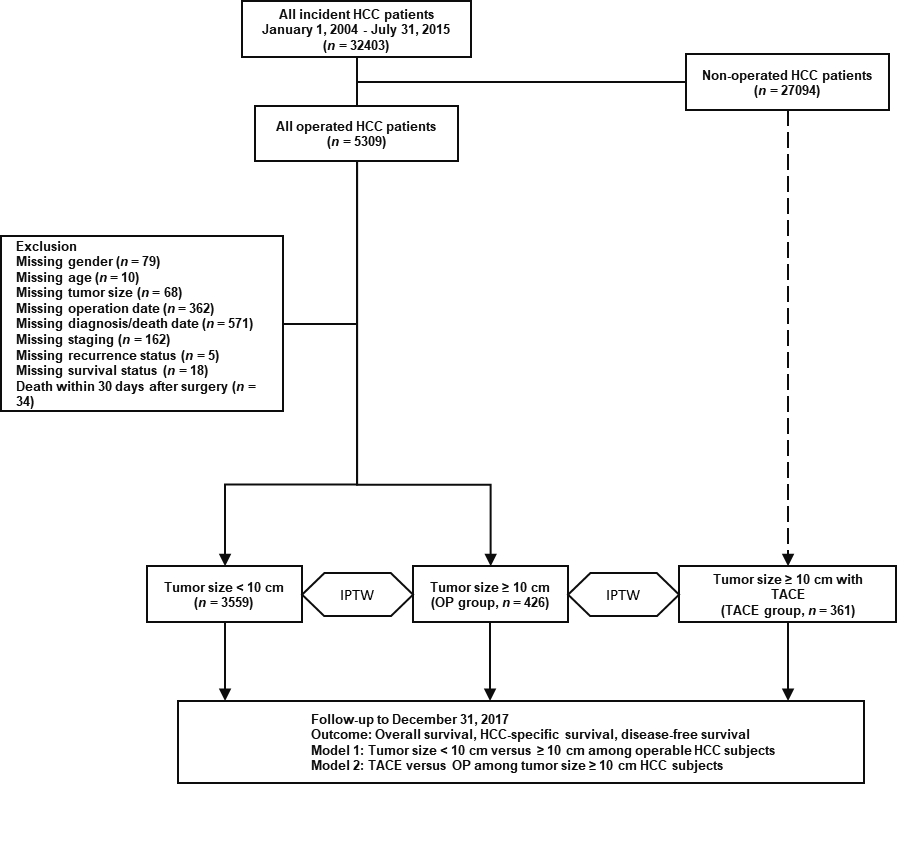 All incident HCC patients
January 1, 2004 - July 31, 2015
(n = 32403)
Non-operated HCC patients
(n = 27094)
All operated HCC patients
(n = 5309)
Exclusion
Missing gender (n = 79)
Missing age (n = 10)
Missing tumor size (n = 68)
Missing operation date (n = 362)
Missing diagnosis/death date (n = 571)
Missing staging (n = 162)
Missing recurrence status (n = 5)
Missing survival status (n = 18)
Death within 30 days after surgery (n =
34)
Tumor size < 10 cm
(n = 3559)
IPTW
Tumor size ≥ 10 cm
(OP group, n = 426)
IPTW
Tumor size ≥ 10 cm with
TACE
(TACE group, n = 361)
Follow-up to December 31, 2017
Outcome: Overall survival, HCC-specific survival, disease-free survival
Model 1: Tumor size < 10 cm versus ≥ 10 cm among operable HCC subjects
Model 2: TACE versus OP among tumor size ≥ 10 cm HCC subjects